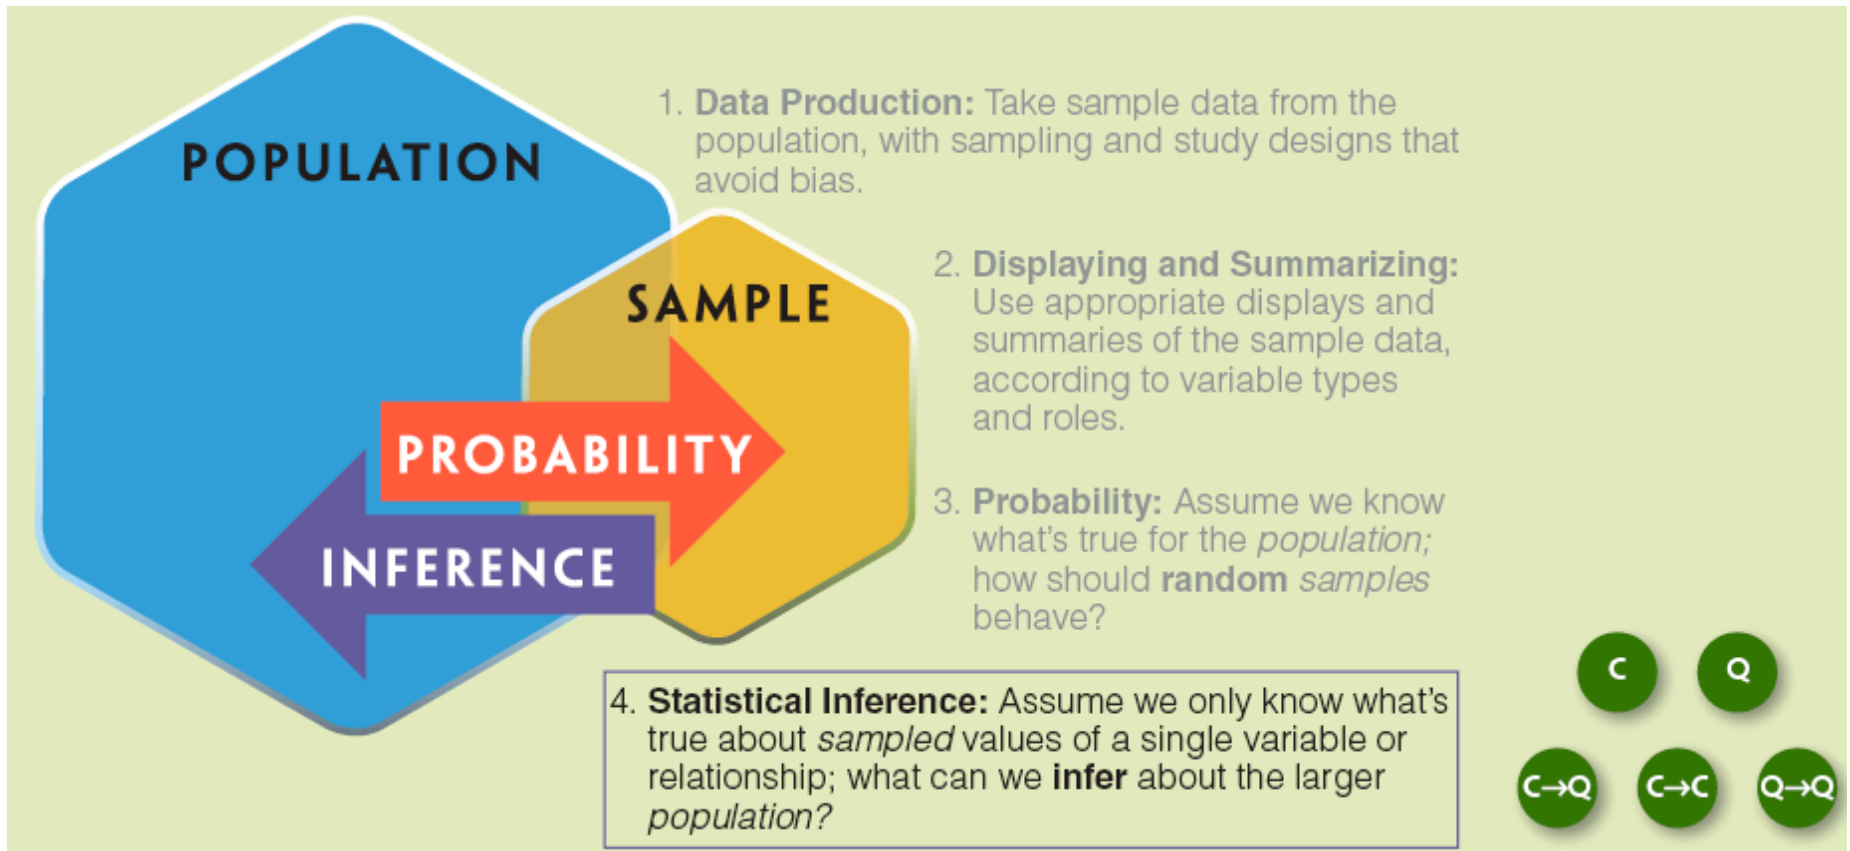 POPULATION
1. Data Production: Take sample data from the
population, with sampling and study designs that
avoid bias.
SAMPLE
2. Displaying and Summarizing:
Use appropriate displays and
summaries of the sample data,
according to variable types
and roles.
PROBABILITY
INFERENCE
3. Probability: Assume we know
what's true for the population;
how should random samples
behave?
4. Statistical Inference: Assume we only know what's
true about sampled values of a single variable or
relationship; what can we infer about the larger
population?
C
Q
C→Q
C→C
Q→Q